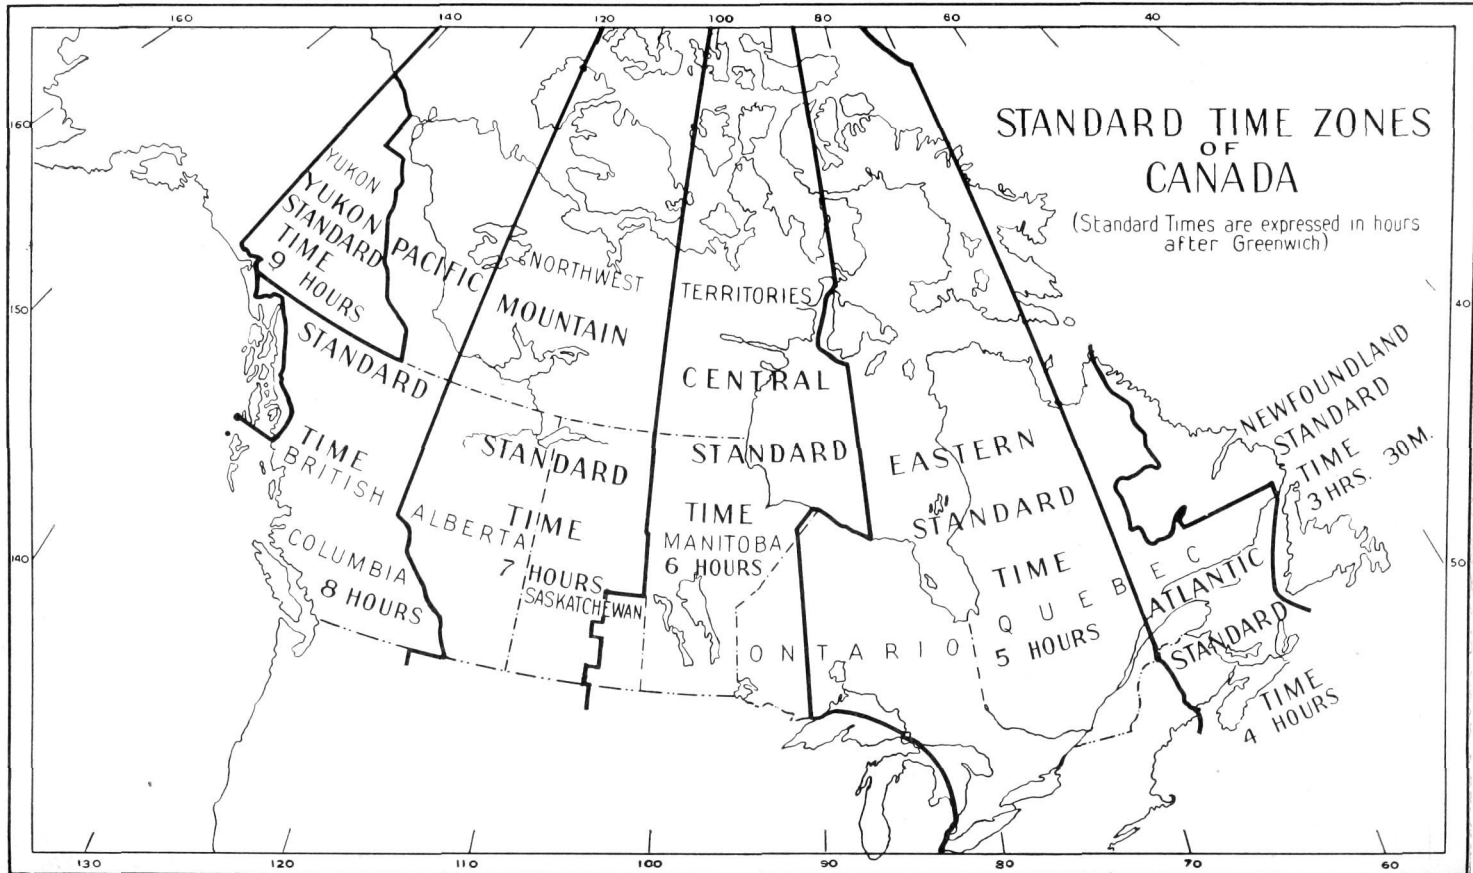 160
140
120
100
80
60
40
STANDARD TIME ZONES
OF
CANADA
(Standard Times are expressed in hours
after Greenwich)
160
150
140
40
50
YUKON
YUKON
STANDARD
TIME
9
HOURS
PACIFIC
STANDARD
TIME
BRITISH
COLUMBIA
8 HOURS
NORTHWEST
TERRITORIES
MOUNTAIN
STANDARD
TIME
ALBERTA
7 HOURS
SASKATCHEWAN
CENTRAL
STANDARD
TIME
MANITOBA
6 HOURS
ONTARIO
EASTERN
STANDARD
TIME
QUEBEC
5 HOURS
ATLANTIC
STANDARD
TIME
4 HOURS
NEWFOUNDLAND
STANDARD
TIME
3 HRS. 30 M.
130
120
110
100
90
80
70
60